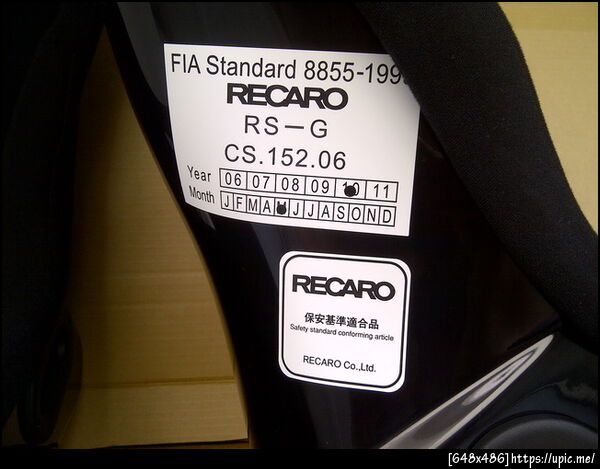 FIA Standard 8855-199
RECARO
RS-G
CS.152.06
Year 06 07 08 09 11
Month J F M A J J A S O N D
RECARO
保安基準適合品
Safety standard conforming article
RECARO Co.,Ltd.
[648x486]https://upic.me/